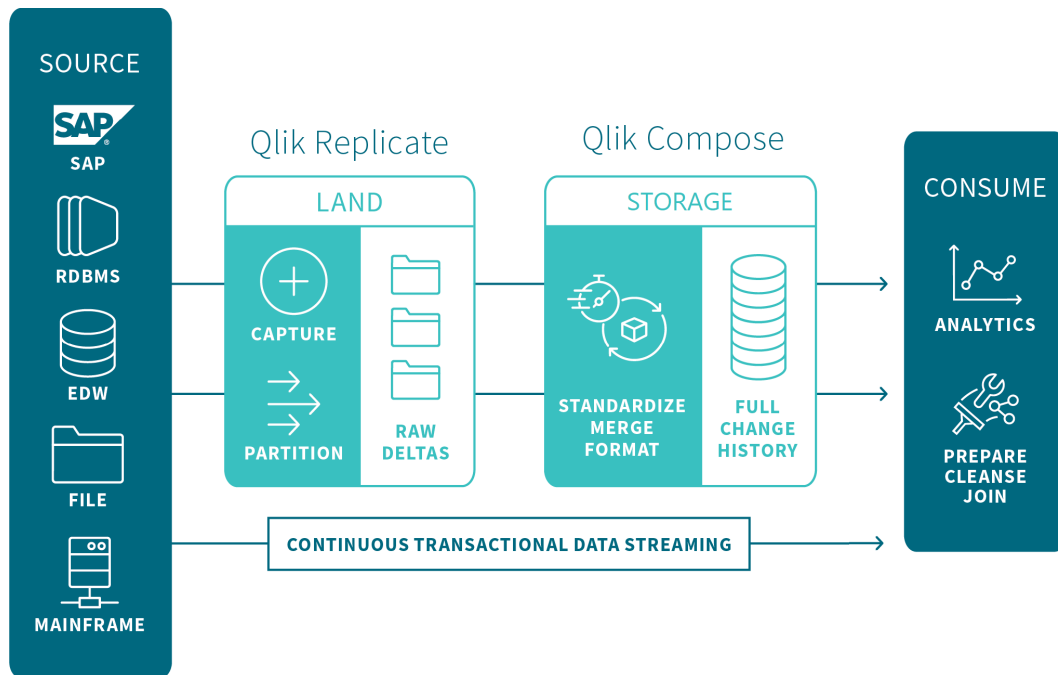 SOURCE
SAP
®
SAP
RDBMS
EDW
FILE
MAINFRAME
Qlik Replicate
LAND
CAPTURE
PARTITION
RAW
DELTAS
Qlik Compose
STORAGE
STANDARDIZE
MERGE
FORMAT
FULL
CHANGE
HISTORY
CONTINUOUS TRANSACTIONAL DATA STREAMING
CONSUME
ANALYTICS
PREPARE
CLEANSE
JOIN